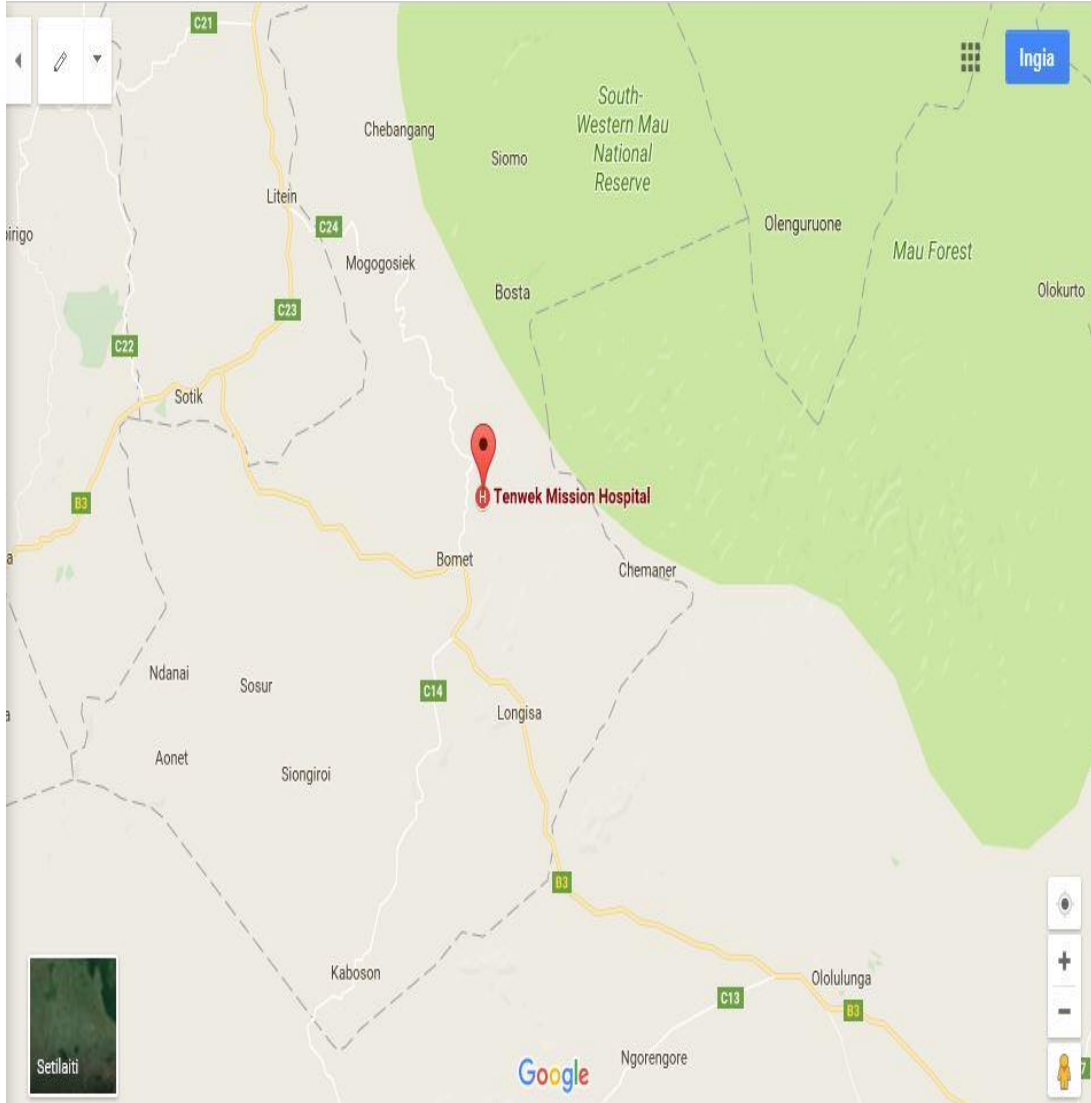 C21
Ingia
South-
Western Mau
National
Reserve
Chebangang
Siomo
Litein
C24
Olenguruone
Mau Forest
Mogogosiek
Bosta
Olokurto
C23
C22
Sotik
B3
H Tenwek Mission Hospital
Bomet
Chemaner
Ndanai
Sosur
C14
Longisa
Aonet
Siongiroi
B3
Kaboson
Ololulunga
C13
B3
Ngorengore
Setilaiti
Google